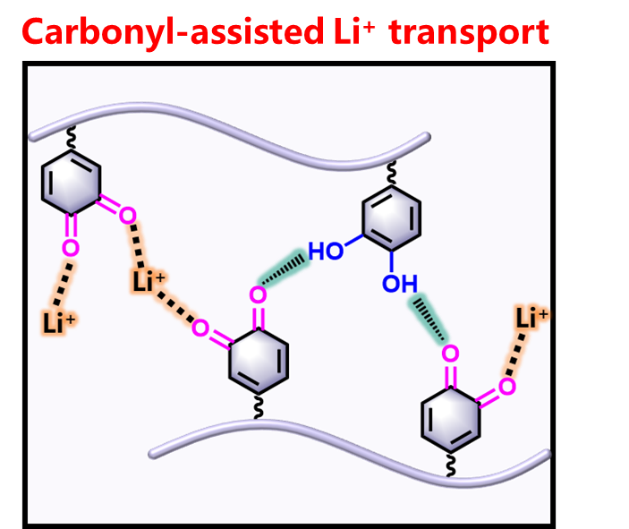 Carbonyl-assisted Li⁺ transport
O
O
HO
Li⁺
OH
O
Li⁺
Li⁺
O
O
O